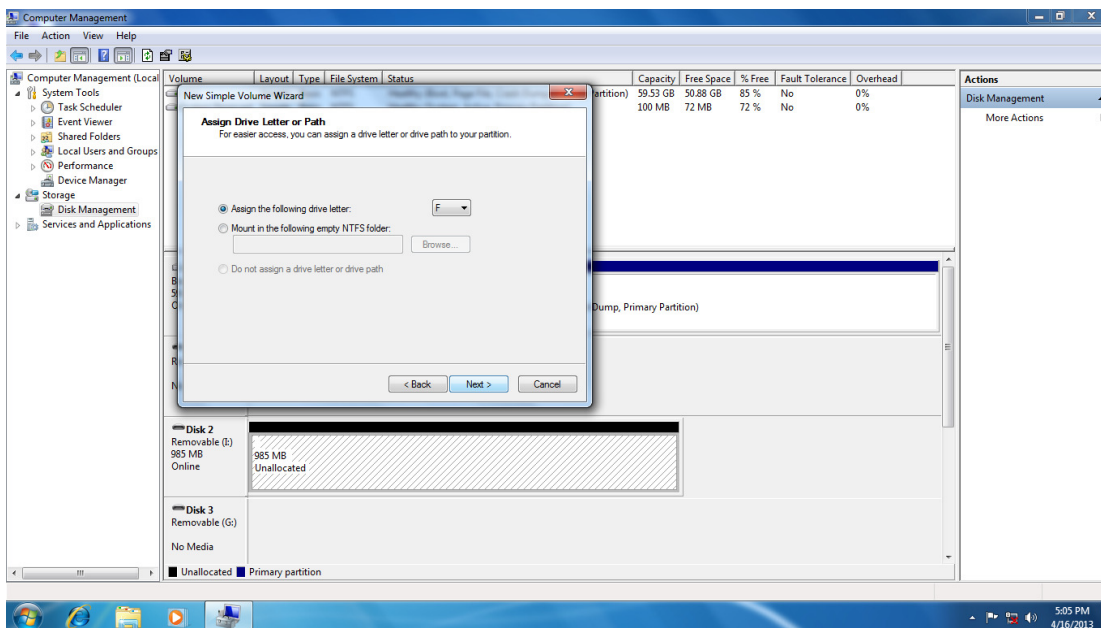 Computer Management
File Action View Help
Computer Management (Local
System Tools
Task Scheduler
Event Viewer
Shared Folders
Local Users and Groups
Performance
Device Manager
Storage
Disk Management
Services and Applications
Volume Layout Type File System Status Capacity Free Space % Free Fault Tolerance Overhead
artition) 59.53 GB 50.88 GB 85 % No 0%
100 MB 72 MB 72 % No 0%
Actions
Disk Management
More Actions
New Simple Volume Wizard
Assign Drive Letter or Path
For easier access, you can assign a drive letter or drive path to your partition.
Assign the following drive letter: F
Mount in the following empty NTFS folder:
Browse...
Do not assign a drive letter or drive path
< Back Next > Cancel
Dump, Primary Partition)
Disk 2
Removable (I:)
985 MB
Online
985 MB
Unallocated
Disk 3
Removable (G:)
No Media
Unallocated Primary partition
5:05 PM
4/16/2013